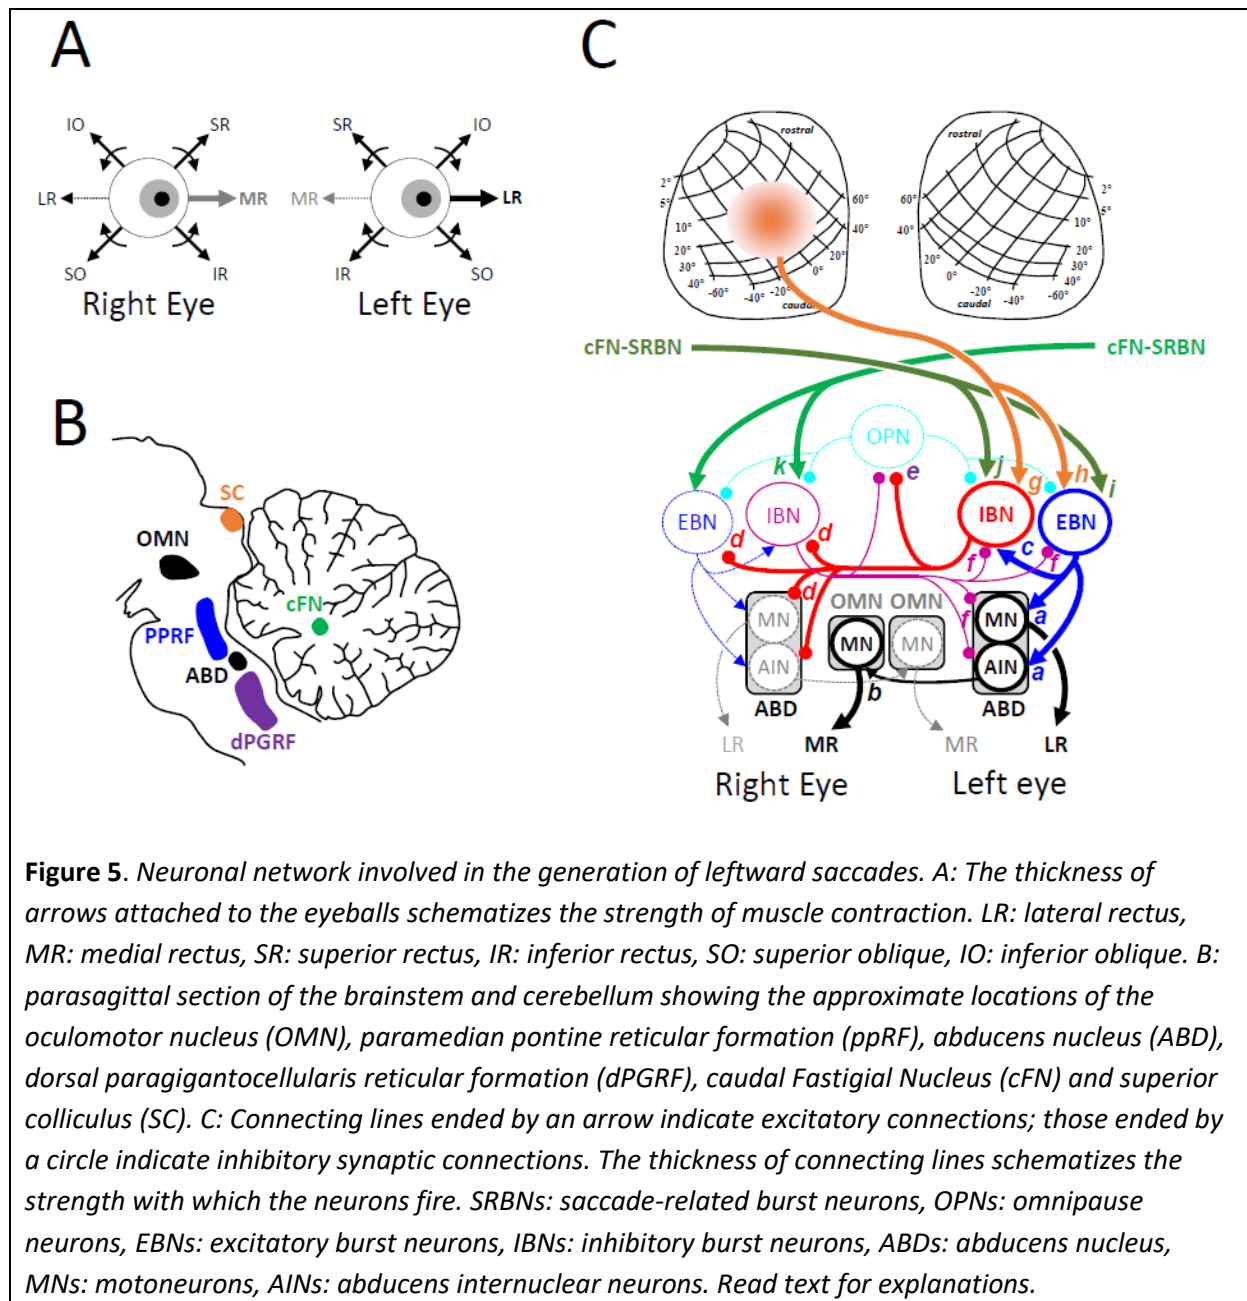 A
IO SR SR IO
LR MR MR LR
SO IR IR SO
Right Eye Left Eye
B
SC
OMN
cFN
PPRF
ABD
dPGRF
C
rostral rostral
2° 2°
5° 60° 60° 5°
10° 40° 40° 10°
20° 20° 20° 20°
30° 0° 0° 30°
40° -20° -20° 40°
-60° -40° caudal caudal -40° -60°
cFN-SRBN cFN-SRBN
OPN
k e j g h i
EBN IBN IBN EBN
d d f c f
d OMN OMN f
MN MN MN MN a
AIN b AIN a
ABD ABD
LR MR MR LR
Right Eye Left eye
Figure 5. Neuronal network involved in the generation of leftward saccades. A: The thickness of
arrows attached to the eyeballs schematizes the strength of muscle contraction. LR: lateral rectus,
MR: medial rectus, SR: superior rectus, IR: inferior rectus, SO: superior oblique, IO: inferior oblique. B:
parasagittal section of the brainstem and cerebellum showing the approximate locations of the
oculomotor nucleus (OMN), paramedian pontine reticular formation (ppRF), abducens nucleus (ABD),
dorsal paragigantocellularis reticular formation (dPGRF), caudal Fastigial Nucleus (cFN) and superior
colliculus (SC). C: Connecting lines ended by an arrow indicate excitatory connections; those ended by
a circle indicate inhibitory synaptic connections. The thickness of connecting lines schematizes the
strength with which the neurons fire. SRBNs: saccade-related burst neurons, OPNs: omnipause
neurons, EBNs: excitatory burst neurons, IBNs: inhibitory burst neurons, ABDs: abducens nucleus,
MNs: motoneurons, AINs: abducens internuclear neurons. Read text for explanations.